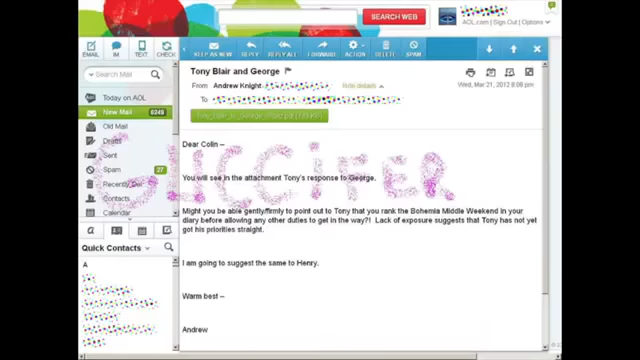 SEARCH WEB
AOL.com | Sign Out | Options
EMAIL IM TEXT CHECK
KEEP AS NEW REPLY REPLY ALL FORWARD ACTION DELETE SPAM
Search Mail
Today on AOL
New Mail 6249
Old Mail
Drafts
Sent
Spam 27
Recently De
Contacts
Calendar
Quick Contacts
A
Tony Blair and George
From Andrew Knight
Hide details
Wed, Mar 21, 2012 8:08 pm
To:
GUCCIFER
Dear Colin --
You will see in the attachment Tony's response to George.
Might you be able gently/firmly to point out to Tony that you rank the Bohemia Middle Weekend in your
diary before allowing any other duties to get in the way?! Lack of exposure suggests that Tony has not yet
got his priorities straight.
I am going to suggest the same to Henry.
Warm best --
Andrew